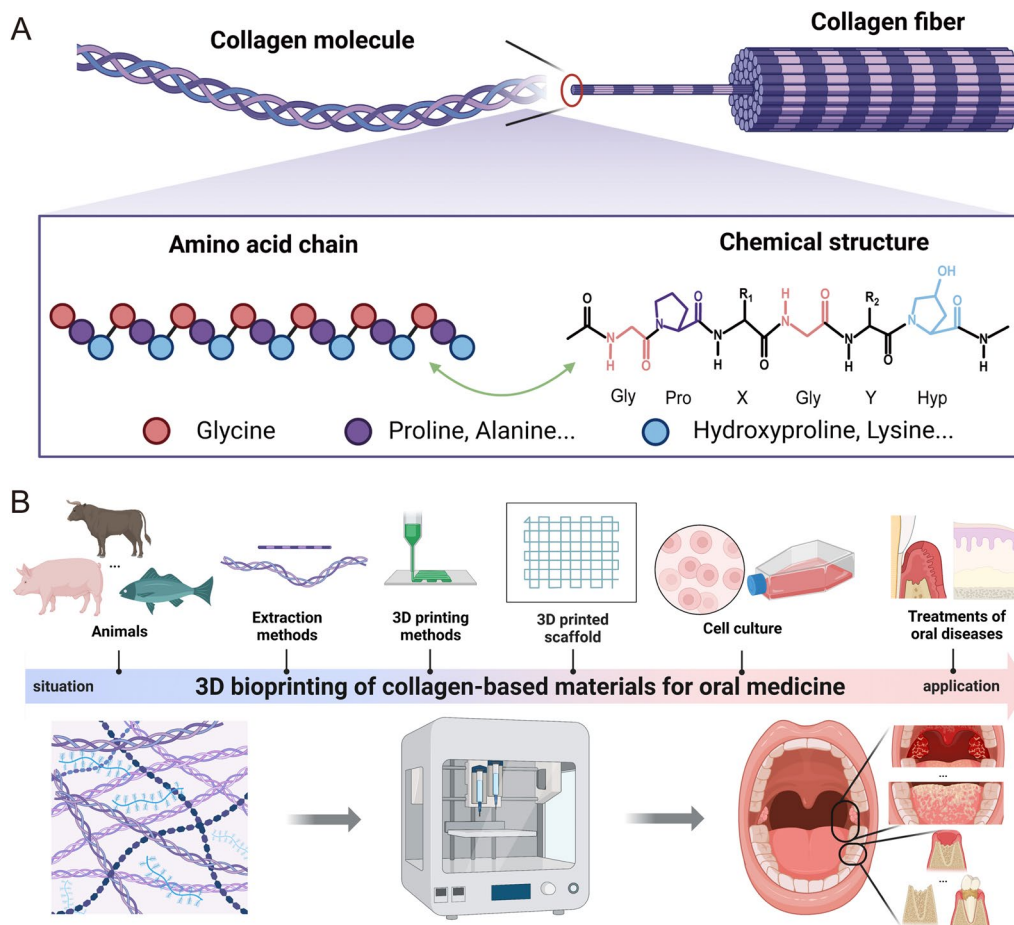 A
Collagen molecule
Collagen fiber
Amino acid chain
Chemical structure
OH
O
O
R₁
H
O
R₂
O
N
N
N
N
N
N
N
H
O
H
O
H
O
H
Gly
Pro
X
Gly
Y
Hyp
Glycine
Proline, Alanine...
Hydroxyproline, Lysine...
B
...
Animals
Extraction
methods
3D printing
methods
3D printed
scaffold
Cell culture
Treatments of
oral diseases
situation
3D bioprinting of collagen-based materials for oral medicine
application
...
...